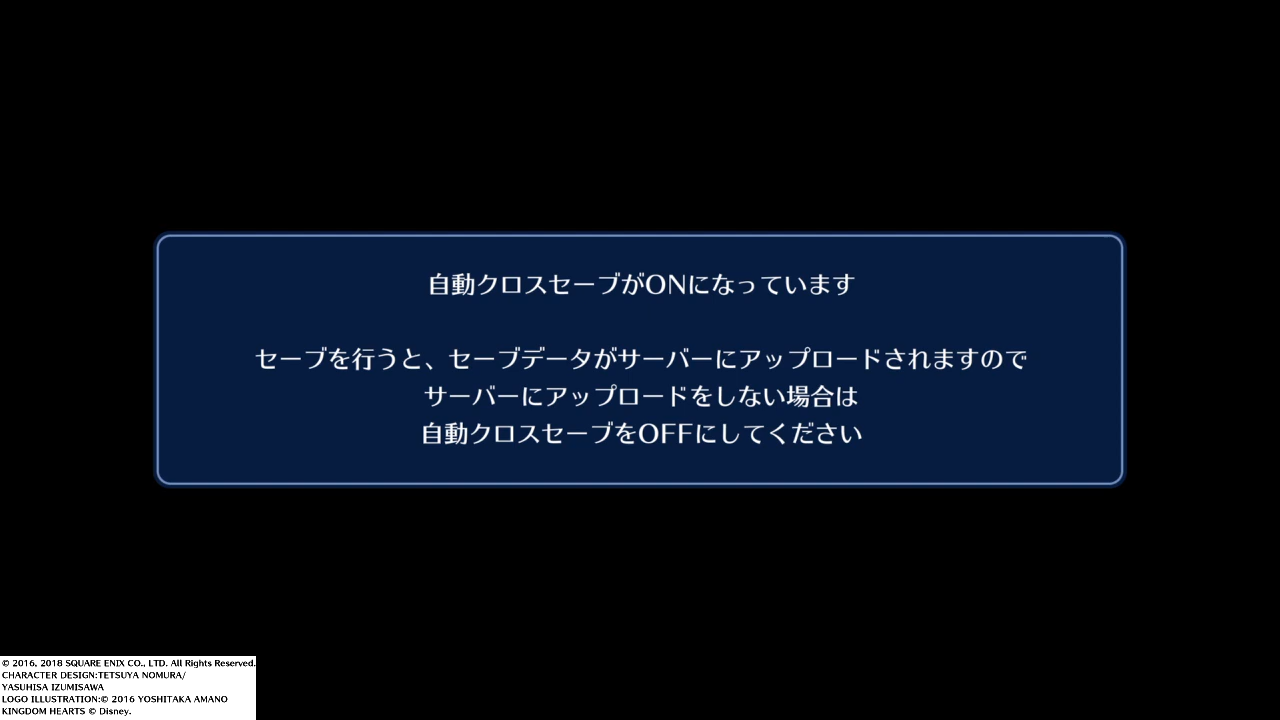 自動クロスセーブがONになっています
セーブを行うと、セーブデータがサーバーにアップロードされますので
サーバーにアップロードをしない場合は
自動クロスセーブをOFFにしてください
© 2016, 2018 SQUARE ENIX CO., LTD. All Rights Reserved.
CHARACTER DESIGN:TETSUYA NOMURA/
YASUHISA IZUMISAWA
LOGO ILLUSTRATION:© 2016 YOSHITAKA AMANO
KINGDOM HEARTS © Disney.